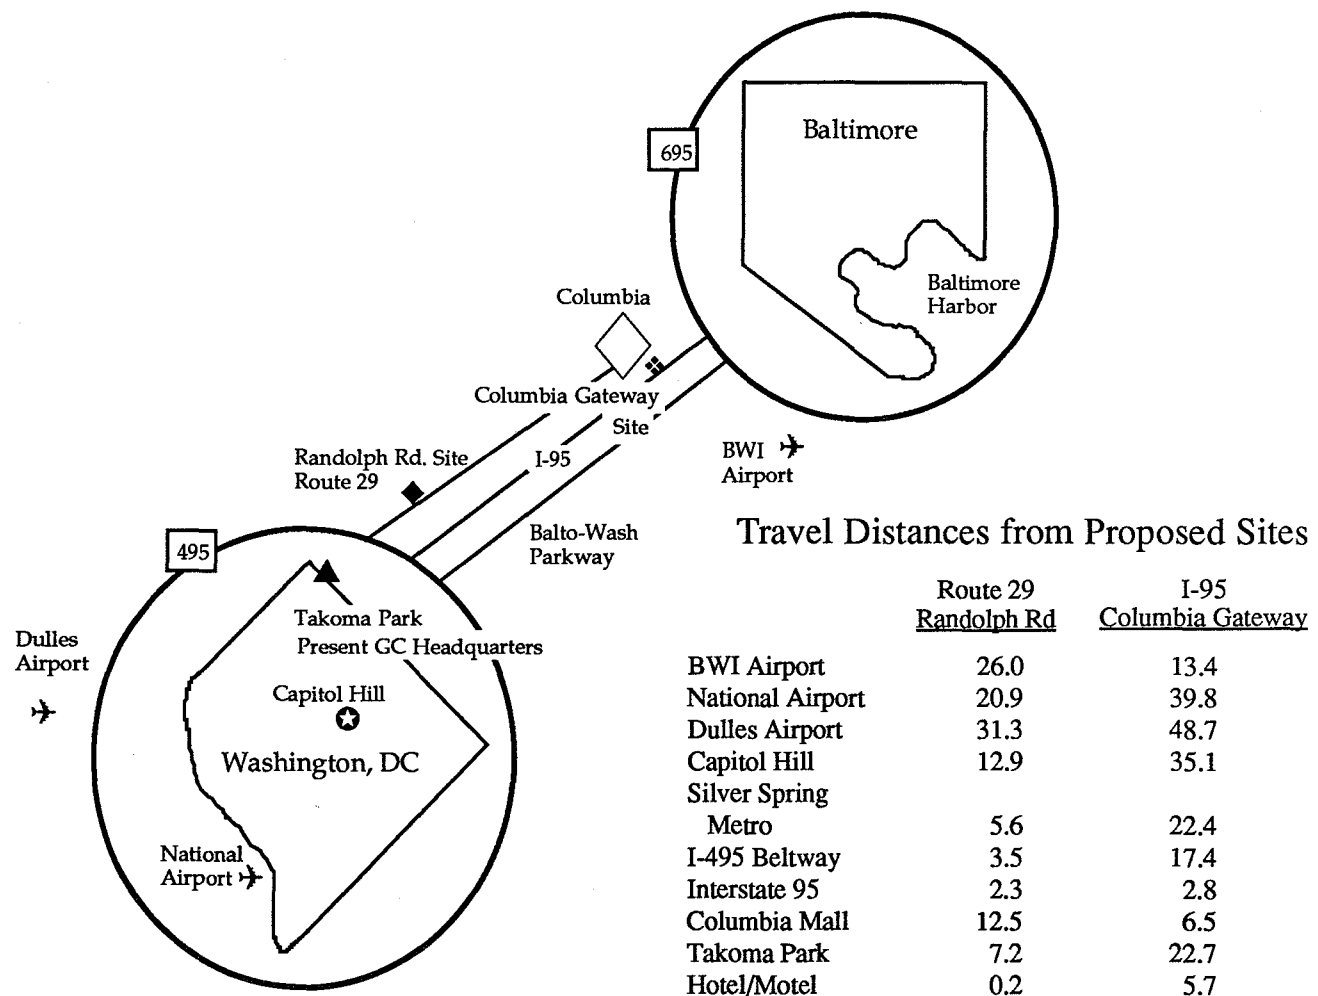 Baltimore
695
Baltimore
Harbor
Columbia
Columbia Gateway
Site
I-95
Randolph Rd. Site
Route 29
BWI
Airport
Balto-Wash
Parkway
495
Takoma Park
Present GC Headquarters
Dulles
Airport
Capitol Hill
Washington, DC
National
Airport
Travel Distances from Proposed Sites
Route 29 I-95
Randolph Rd Columbia Gateway
BWI Airport 26.0 13.4
National Airport 20.9 39.8
Dulles Airport 31.3 48.7
Capitol Hill 12.9 35.1
Silver Spring
Metro 5.6 22.4
I-495 Beltway 3.5 17.4
Interstate 95 2.3 2.8
Columbia Mall 12.5 6.5
Takoma Park 7.2 22.7
Hotel/Motel 0.2 5.7